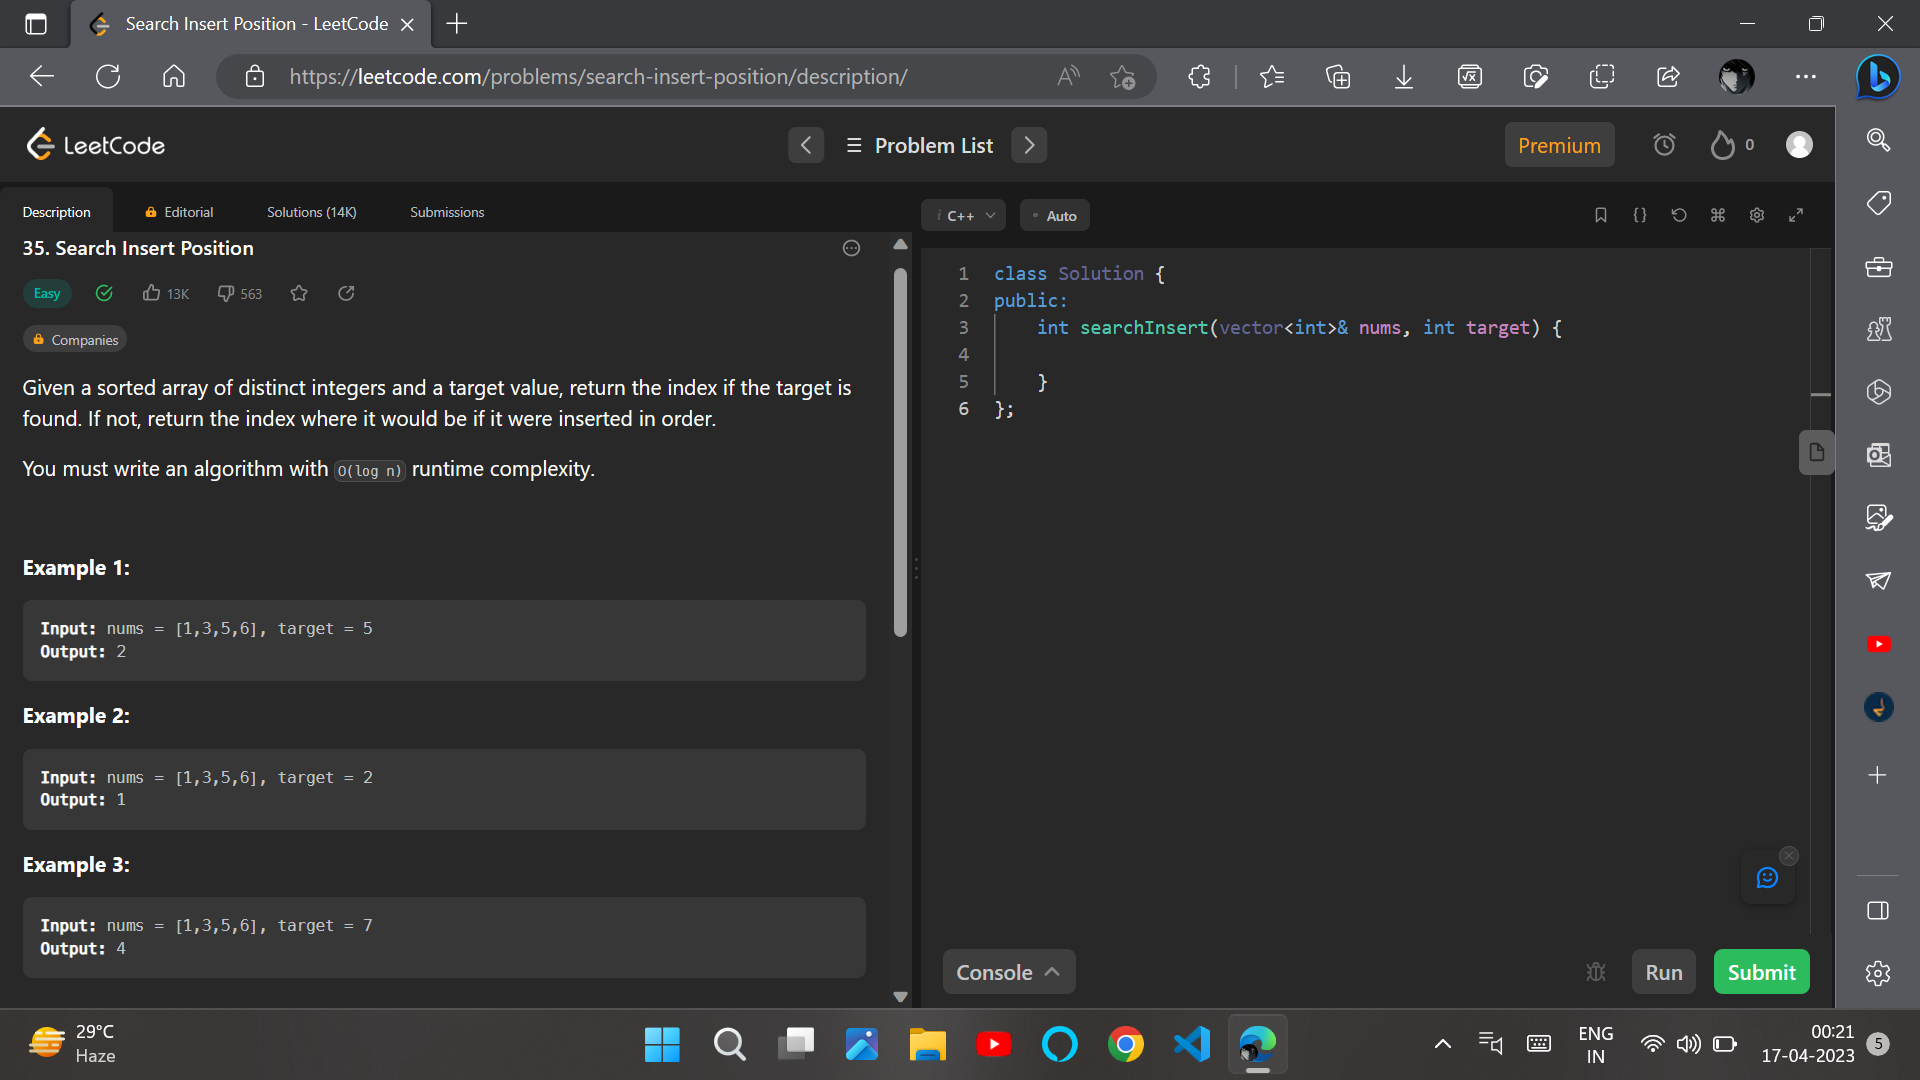 Search Insert Position - LeetCode
https://leetcode.com/problems/search-insert-position/description/
LeetCode
Problem List
Premium
0
Description
Editorial
Solutions (14K)
Submissions
35. Search Insert Position
Easy
13K
563
Companies
Given a sorted array of distinct integers and a target value, return the index if the target is
found. If not, return the index where it would be if it were inserted in order.
You must write an algorithm with O(log n) runtime complexity.
Example 1:
Input: nums = [1,3,5,6], target = 5
Output: 2
Example 2:
Input: nums = [1,3,5,6], target = 2
Output: 1
Example 3:
Input: nums = [1,3,5,6], target = 7
Output: 4
i C++
Auto
1 class Solution {
2 public:
3 int searchInsert(vector<int>& nums, int target) {
4
5 }
6 };
Console
Run
Submit
29°C
Haze
ENG
IN
00:21
17-04-2023
5